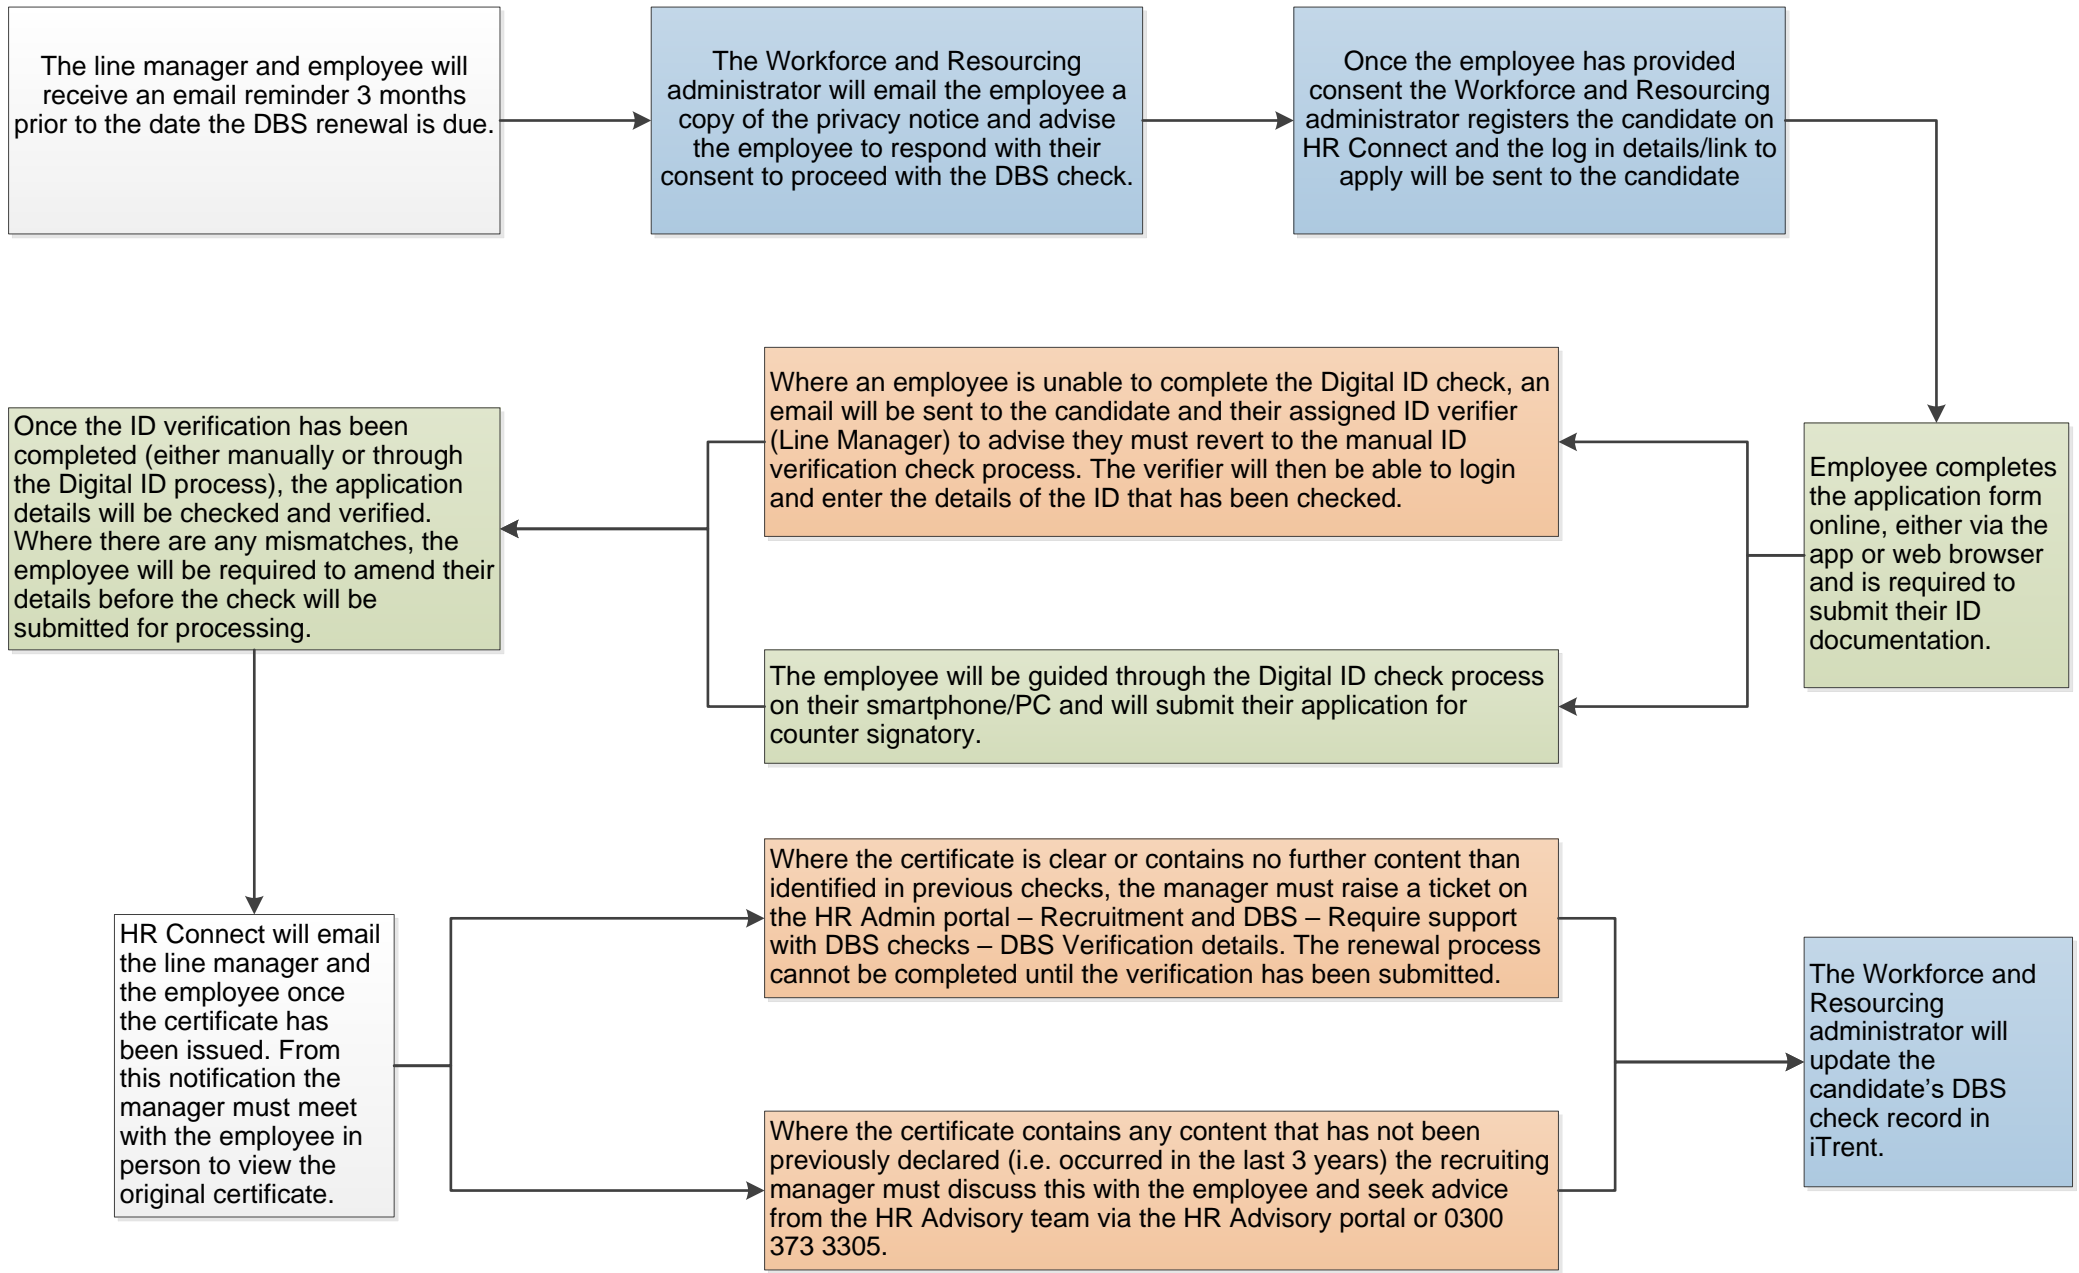 The line manager and employee will
receive an email reminder 3 months
prior to the date the DBS renewal is due.
The Workforce and Resourcing
administrator will email the employee a
copy of the privacy notice and advise
the employee to respond with their
consent to proceed with the DBS check.
Once the employee has provided
consent the Workforce and Resourcing
administrator registers the candidate on
HR Connect and the log in details/link to
apply will be sent to the candidate
Employee completes
the application form
online, either via the
app or web browser
and is required to
submit their ID
documentation.
Where an employee is unable to complete the Digital ID check, an
email will be sent to the candidate and their assigned ID verifier
(Line Manager) to advise they must revert to the manual ID
verification check process. The verifier will then be able to login
and enter the details of the ID that has been checked.
The employee will be guided through the Digital ID check process
on their smartphone/PC and will submit their application for
counter signatory.
Once the ID verification has been
completed (either manually or through
the Digital ID process), the application
details will be checked and verified.
Where there are any mismatches, the
employee will be required to amend their
details before the check will be
submitted for processing.
HR Connect will email
the line manager and
the employee once
the certificate has
been issued. From
this notification the
manager must meet
with the employee in
person to view the
original certificate.
Where the certificate is clear or contains no further content than
identified in previous checks, the manager must raise a ticket on
the HR Admin portal – Recruitment and DBS – Require support
with DBS checks – DBS Verification details. The renewal process
cannot be completed until the verification has been submitted.
Where the certificate contains any content that has not been
previously declared (i.e. occurred in the last 3 years) the recruiting
manager must discuss this with the employee and seek advice
from the HR Advisory team via the HR Advisory portal or 0300
373 3305.
The Workforce and
Resourcing
administrator will
update the
candidate’s DBS
check record in
iTrent.